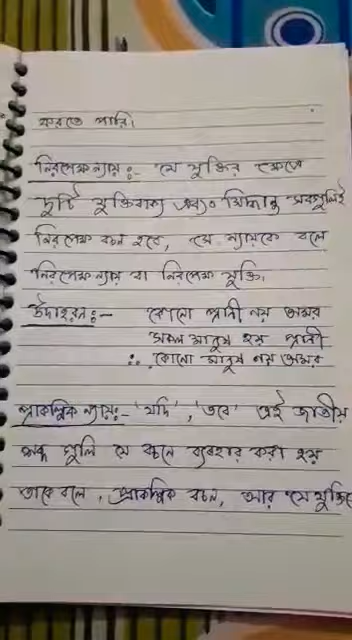 করতে পারি।
নিরপেক্ষ ন্যায় :- যে যুক্তির ক্ষেত্রে
দুটি যুক্তিবাক্য এবং সিদ্ধান্ত সবগুলিই
নিরপেক্ষ বচন হবে, সে ন্যায়কে বলে
নিরপেক্ষ ন্যায় বা নিরপেক্ষ যুক্তি।
উদাহরন :- কোনো প্রানী নয় অমর
সকল মানুষ হয় প্রানী
∴ কোনো মানুষ নয় অমর
প্রাকল্পিক ন্যায় :- 'যদি', 'তবে' এই জাতীয়
শব্দ গুলি যে বচনে ব্যবহার করা হয়
তাকে বলে, প্রাকল্পিক বচন, আর যে যুক্তিতে